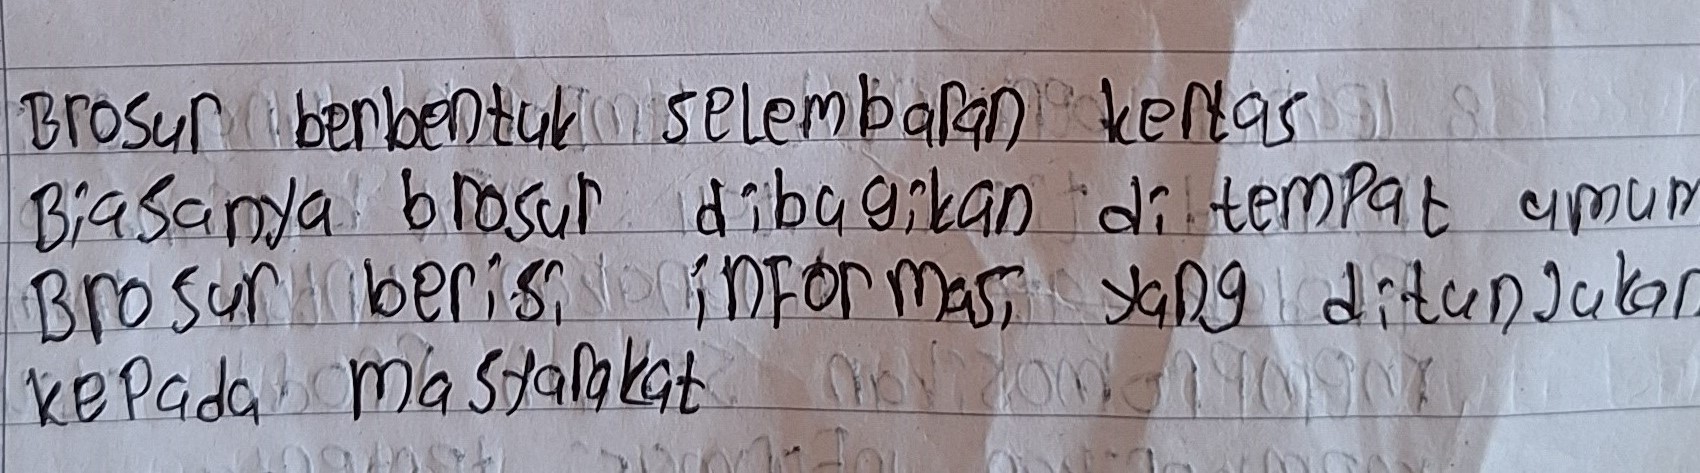 Brosur berbentuk selembaran kertas
Biasanya brosur dibagikan di tempat umum
Brosur berisi informasi yang ditunjukan
kepada masyarakat